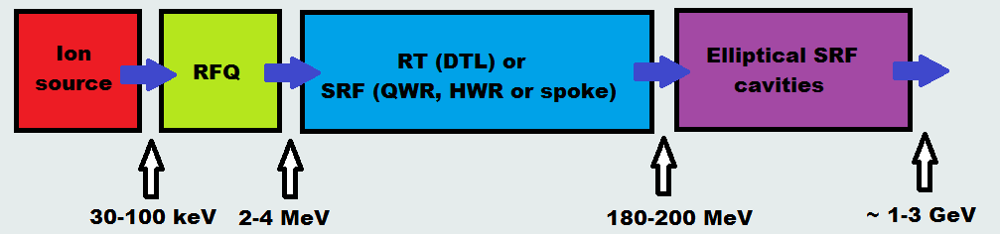 Ion
source
RFQ
RT (DTL) or
SRF (QWR, HWR or spoke)
Elliptical SRF
cavities
30-100 keV
2-4 MeV
180-200 MeV
~ 1-3 GeV